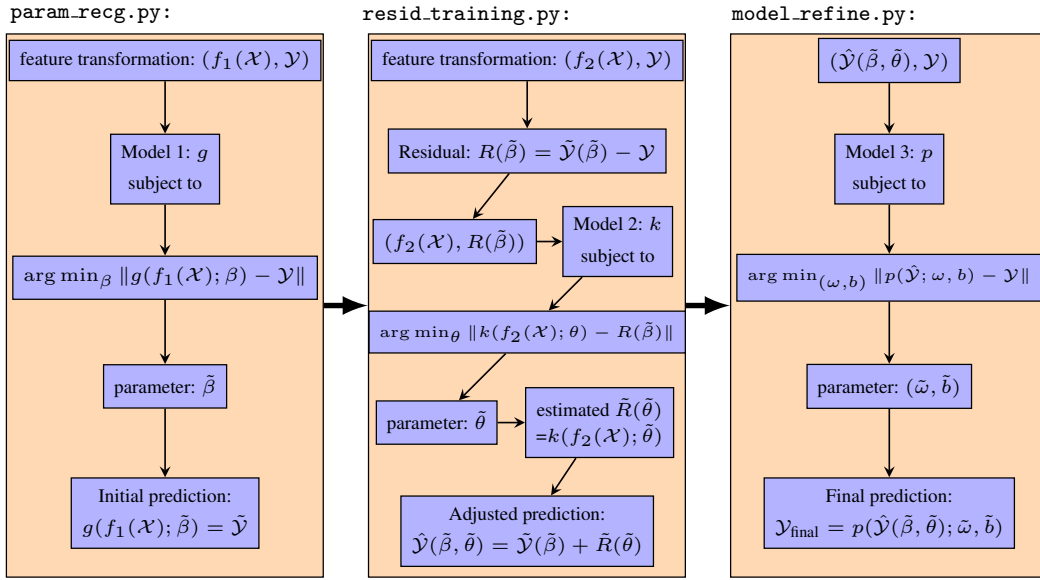 param_recg.py:
feature transformation: (f₁(𝒳), 𝒴)
Model 1: g
subject to
arg min_β ‖g(f₁(𝒳); β) − 𝒴‖
parameter: β̃
Initial prediction:
g(f₁(𝒳); β̃) = 𝒴̃
resid_training.py:
feature transformation: (f₂(𝒳), 𝒴)
Residual: R(β̃) = 𝒴̃(β̃) − 𝒴
(f₂(𝒳), R(β̃))
Model 2: k
subject to
arg min_θ ‖k(f₂(𝒳); θ) − R(β̃)‖
parameter: θ̃
estimated R̃(θ̃)
=k(f₂(𝒳); θ̃)
Adjusted prediction:
𝒴̂(β̃, θ̃) = 𝒴̃(β̃) + R̃(θ̃)
model_refine.py:
(𝒴̂(β̃, θ̃), 𝒴)
Model 3: p
subject to
arg min_(ω,b) ‖p(𝒴̂; ω, b) − 𝒴‖
parameter: (ω̃, b̃)
Final prediction:
𝒴_final = p(𝒴̂(β̃, θ̃); ω̃, b̃)